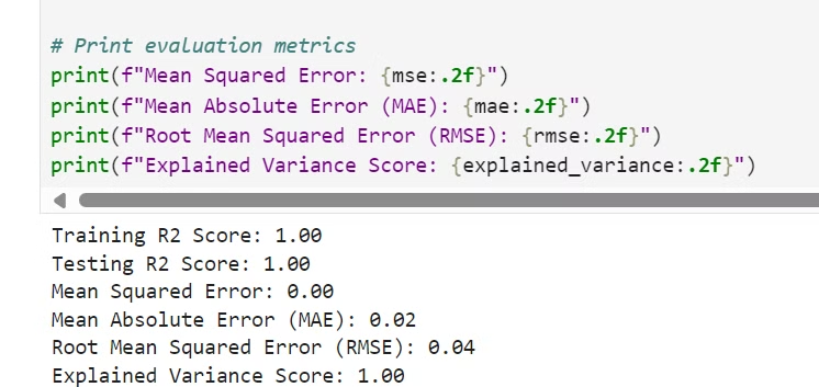 # Print evaluation metrics
print(f"Mean Squared Error: {mse:.2f}")
print(f"Mean Absolute Error (MAE): {mae:.2f}")
print(f"Root Mean Squared Error (RMSE): {rmse:.2f}")
print(f"Explained Variance Score: {explained_variance:.2f}")
Training R2 Score: 1.00
Testing R2 Score: 1.00
Mean Squared Error: 0.00
Mean Absolute Error (MAE): 0.02
Root Mean Squared Error (RMSE): 0.04
Explained Variance Score: 1.00